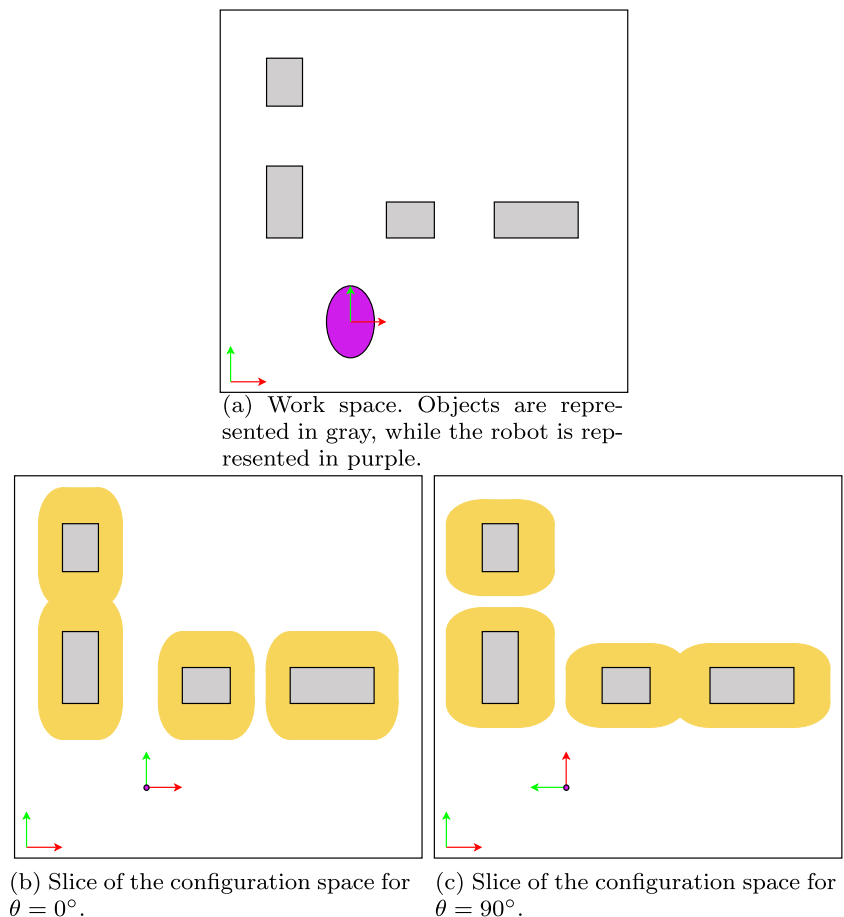 (a) Work space. Objects are repre-
sented in gray, while the robot is rep-
resented in purple.
(b) Slice of the configuration space for
θ = 0°.
(c) Slice of the configuration space for
θ = 90°.